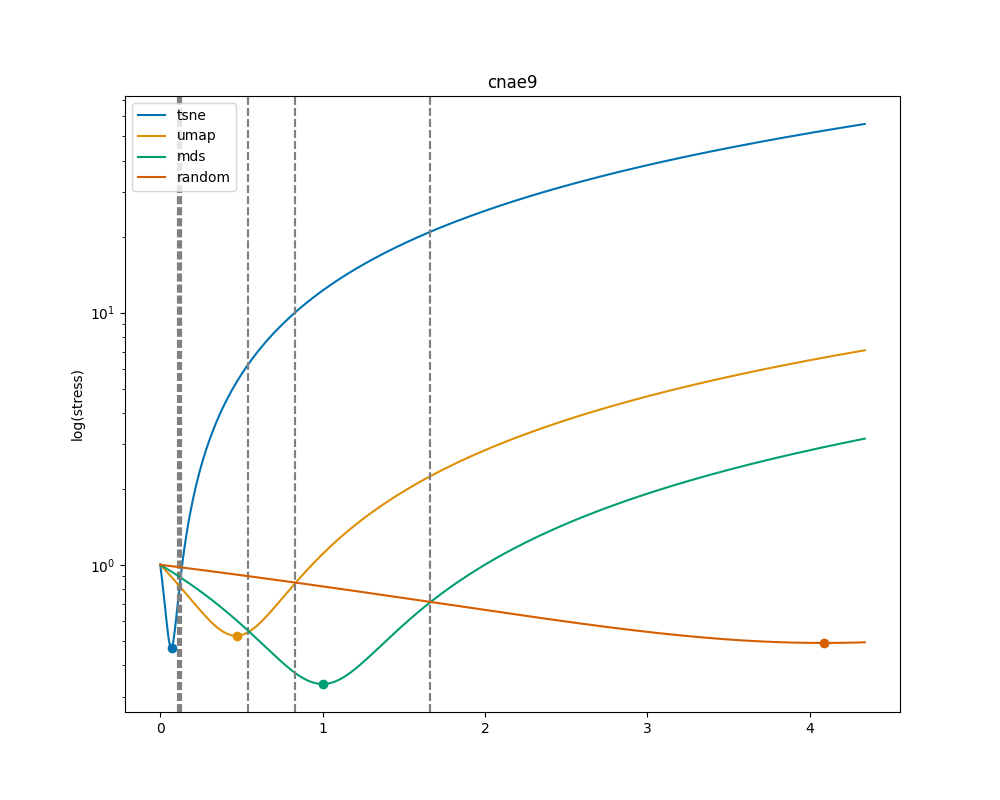 cnae9
tsne
umap
mds
random
log(stress)
10¹
10⁰
0 1 2 3 4